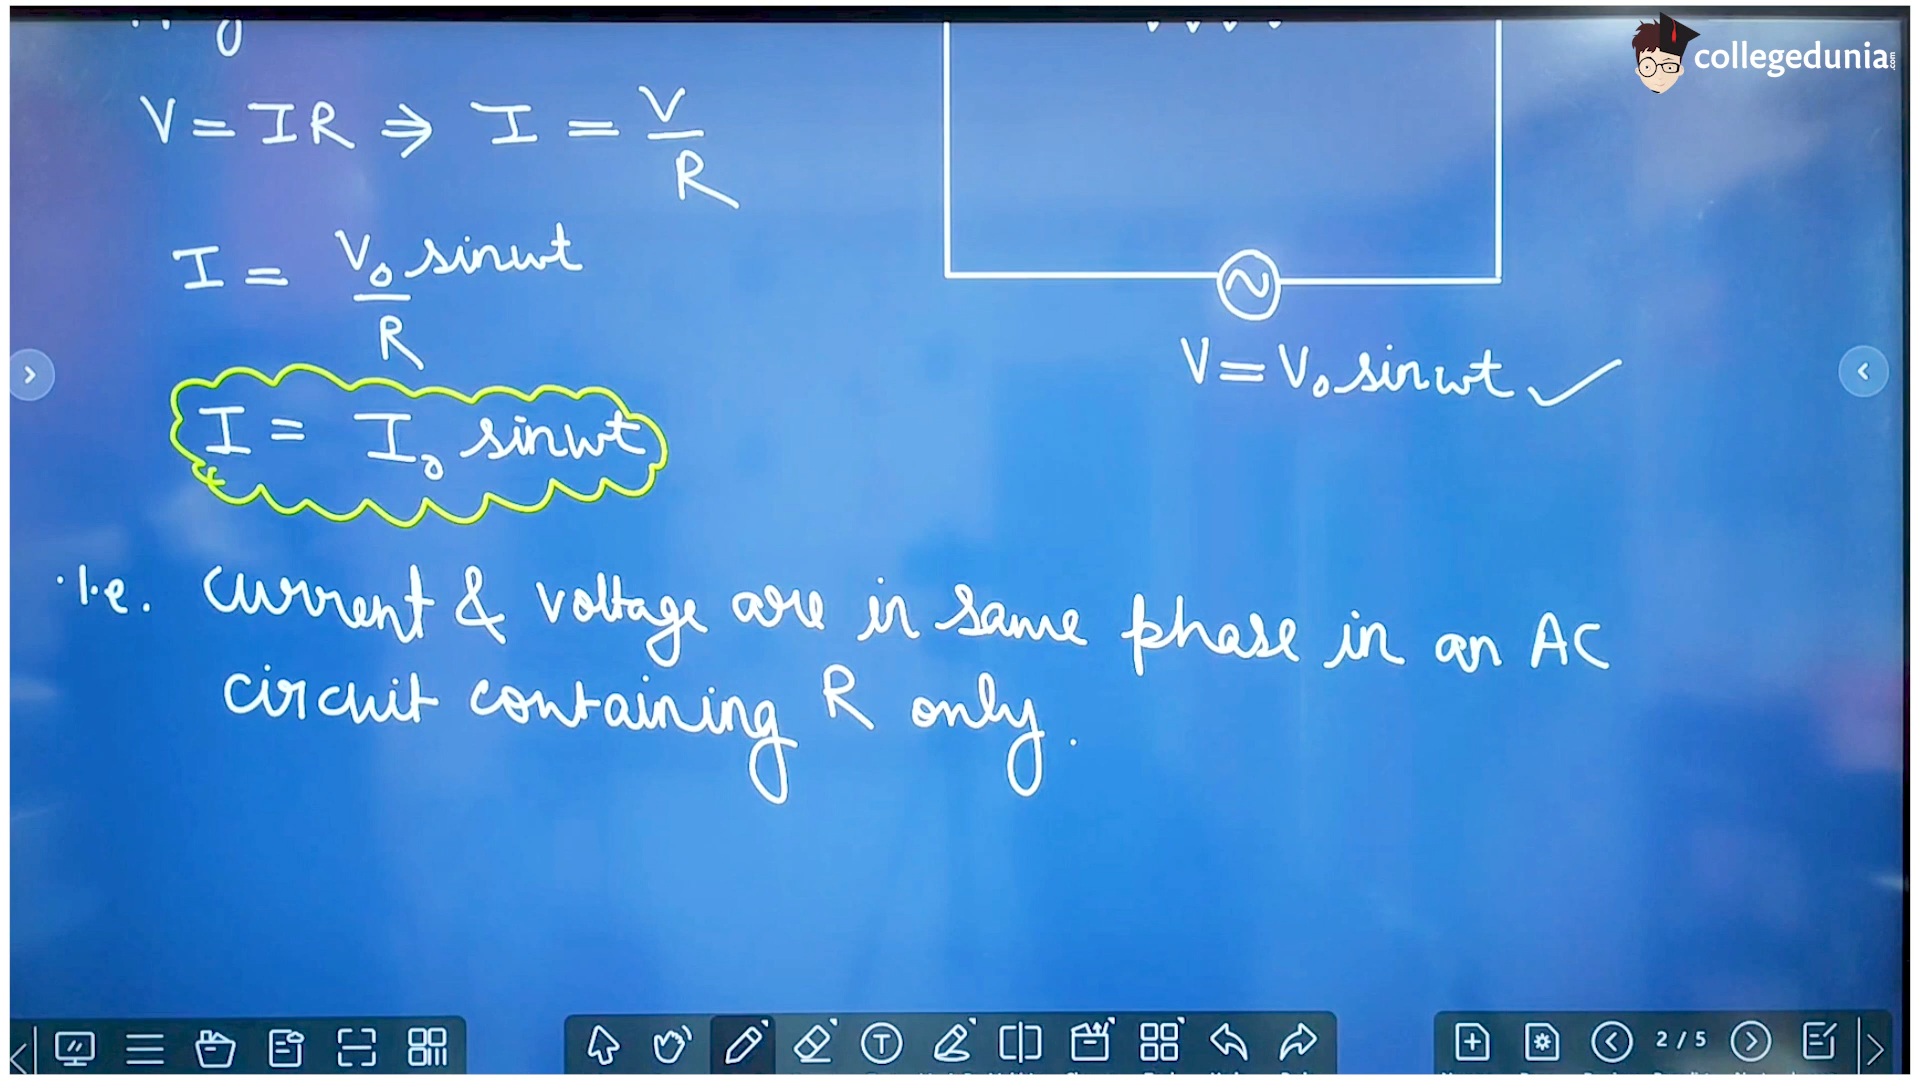 collegedunia
.com
V = IR ⇒ I = V/R
I = V₀/R sinωt
V = V₀ sinωt ✓
I = I₀ sinωt
i.e. current & voltage are in same phase in an AC
circuit containing R only.
2 / 5